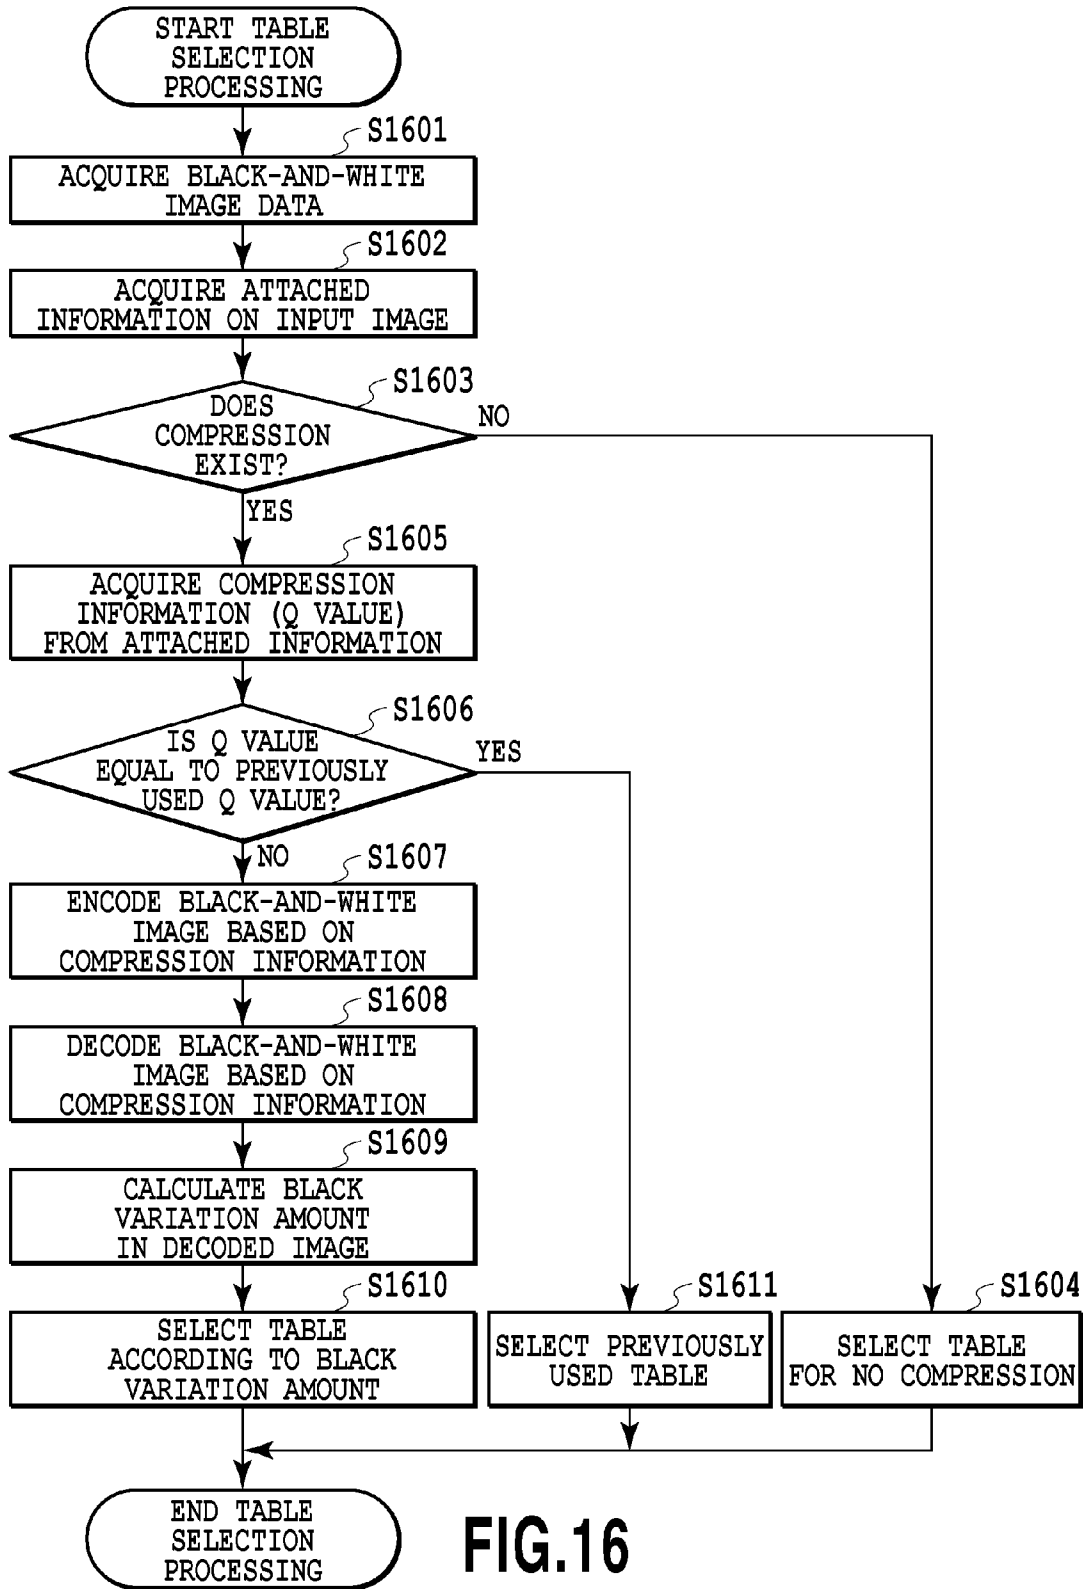 START TABLE
SELECTION
PROCESSING
S1601
ACQUIRE BLACK-AND-WHITE
IMAGE DATA
S1602
ACQUIRE ATTACHED
INFORMATION ON INPUT IMAGE
S1603
DOES
COMPRESSION
EXIST?
NO
YES
S1605
ACQUIRE COMPRESSION
INFORMATION (Q VALUE)
FROM ATTACHED INFORMATION
S1606
IS Q VALUE
EQUAL TO PREVIOUSLY
USED Q VALUE?
YES
NO
S1607
ENCODE BLACK-AND-WHITE
IMAGE BASED ON
COMPRESSION INFORMATION
S1608
DECODE BLACK-AND-WHITE
IMAGE BASED ON
COMPRESSION INFORMATION
S1609
CALCULATE BLACK
VARIATION AMOUNT
IN DECODED IMAGE
S1610
SELECT TABLE
ACCORDING TO BLACK
VARIATION AMOUNT
S1611
SELECT PREVIOUSLY
USED TABLE
S1604
SELECT TABLE
FOR NO COMPRESSION
END TABLE
SELECTION
PROCESSING
FIG.16